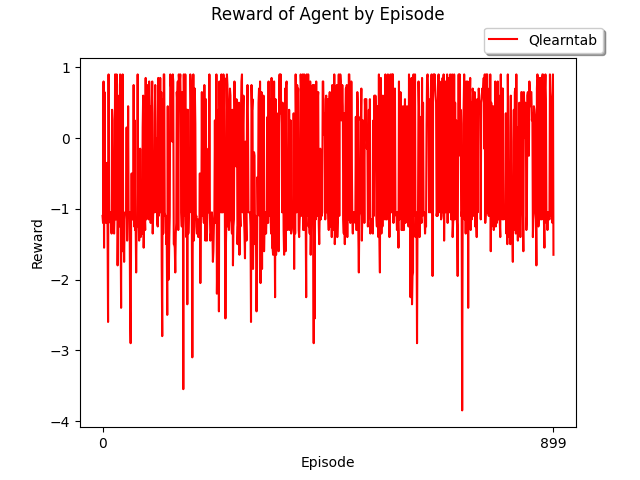 Reward of Agent by Episode
Qlearntab
1
0
−1
−2
−3
−4
Reward
0
899
Episode